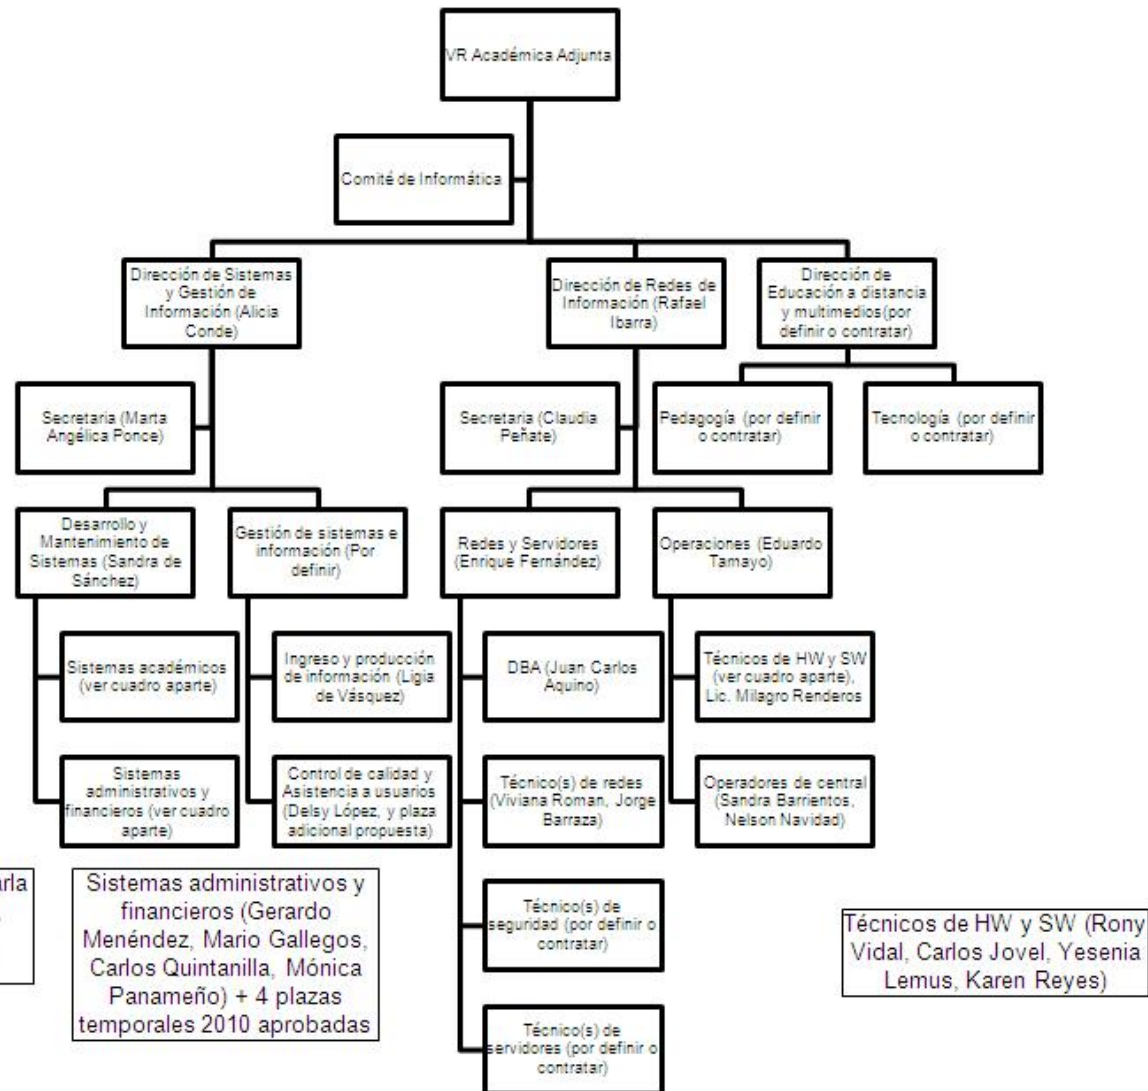 VR Académica Adjunta
Comité de Informática
Dirección de Sistemas
y Gestión de
Información (Alicia
Conde)
Dirección de Redes de
Información (Rafael
Ibarra)
Dirección de
Educación a distancia
y multimedios(por
definir o contratar)
Secretaria (Marta
Angélica Ponce)
Secretaria (Claudia
Peñate)
Pedagogía (por definir
o contratar)
Tecnología (por definir
o contratar)
Desarrollo y
Mantenimiento de
Sistemas (Sandra de
Sánchez)
Gestión de sistemas e
información (Por
definir)
Redes y Servidores
(Enrique Fernández)
Operaciones (Eduardo
Tamayo)
Sistemas académicos
(ver cuadro aparte)
Ingreso y producción
de información (Ligia
de Vásquez)
DBA (Juan Carlos
Aquino)
Técnicos de HW y SW
(ver cuadro aparte),
Lic. Milagro Renderos
Sistemas
administrativos y
financieros (ver cuadro
aparte)
Control de calidad y
Asistencia a usuarios
(Delsy López, y plaza
adicional propuesta)
Técnico(s) de redes
(Viviana Roman, Jorge
Barraza)
Operadores de central
(Sandra Barrientos,
Nelson Navidad)
Sistemas administrativos y
financieros (Gerardo
Menéndez, Mario Gallegos,
Carlos Quintanilla, Mónica
Panameño) + 4 plazas
temporales 2010 aprobadas
Técnico(s) de
seguridad (por definir o
contratar)
Técnicos de HW y SW (Rony
Vidal, Carlos Jovel, Yesenia
Lemus, Karen Reyes)
Técnico(s) de
servidores (por definir o
contratar)